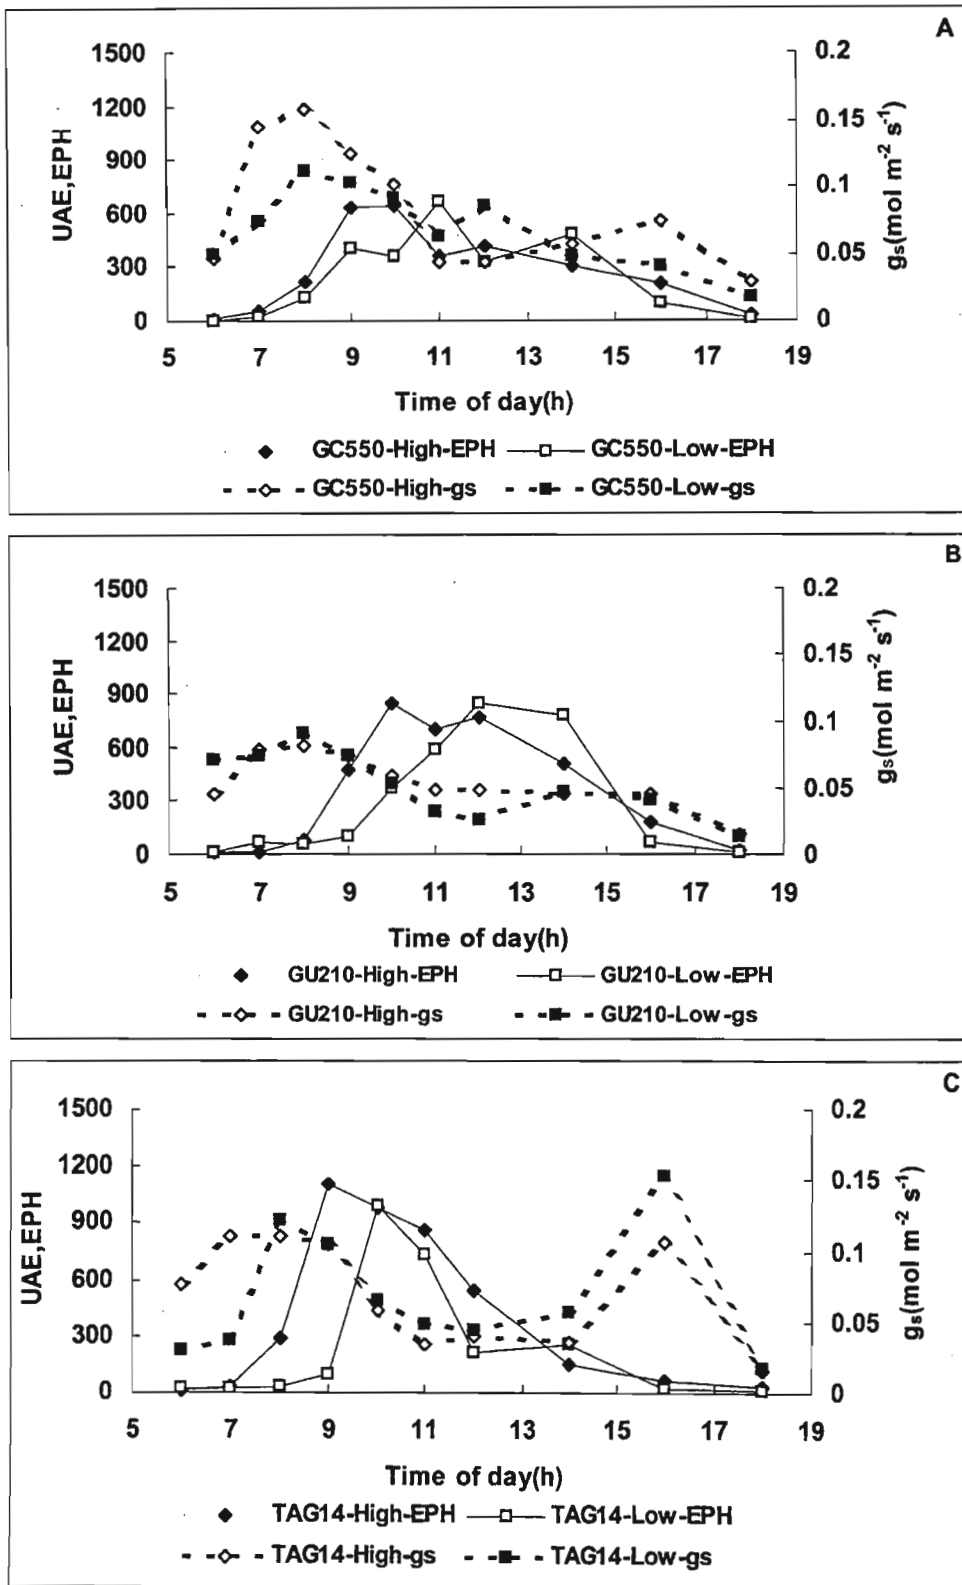 A
1500
1200
900
600
300
0
UAE,EPH
0.2
0.15
0.1
0.05
0
gs(mol m-2 s-1)
5 7 9 11 13 15 17 19
Time of day(h)
GC550-High-EPH GC550-Low-EPH
GC550-High-gs GC550-Low-gs
B
1500
1200
900
600
300
0
UAE,EPH
0.2
0.15
0.1
0.05
0
gs(mol m-2 s-1)
5 7 9 11 13 15 17 19
Time of day(h)
GU210-High-EPH GU210-Low-EPH
GU210-High-gs GU210-Low-gs
C
1500
1200
900
600
300
0
UAE,EPH
0.2
0.15
0.1
0.05
0
gs(mol m-2 s-1)
5 7 9 11 13 15 17 19
Time of day(h)
TAG14-High-EPH TAG14-Low-EPH
TAG14-High-gs TAG14-Low-gs